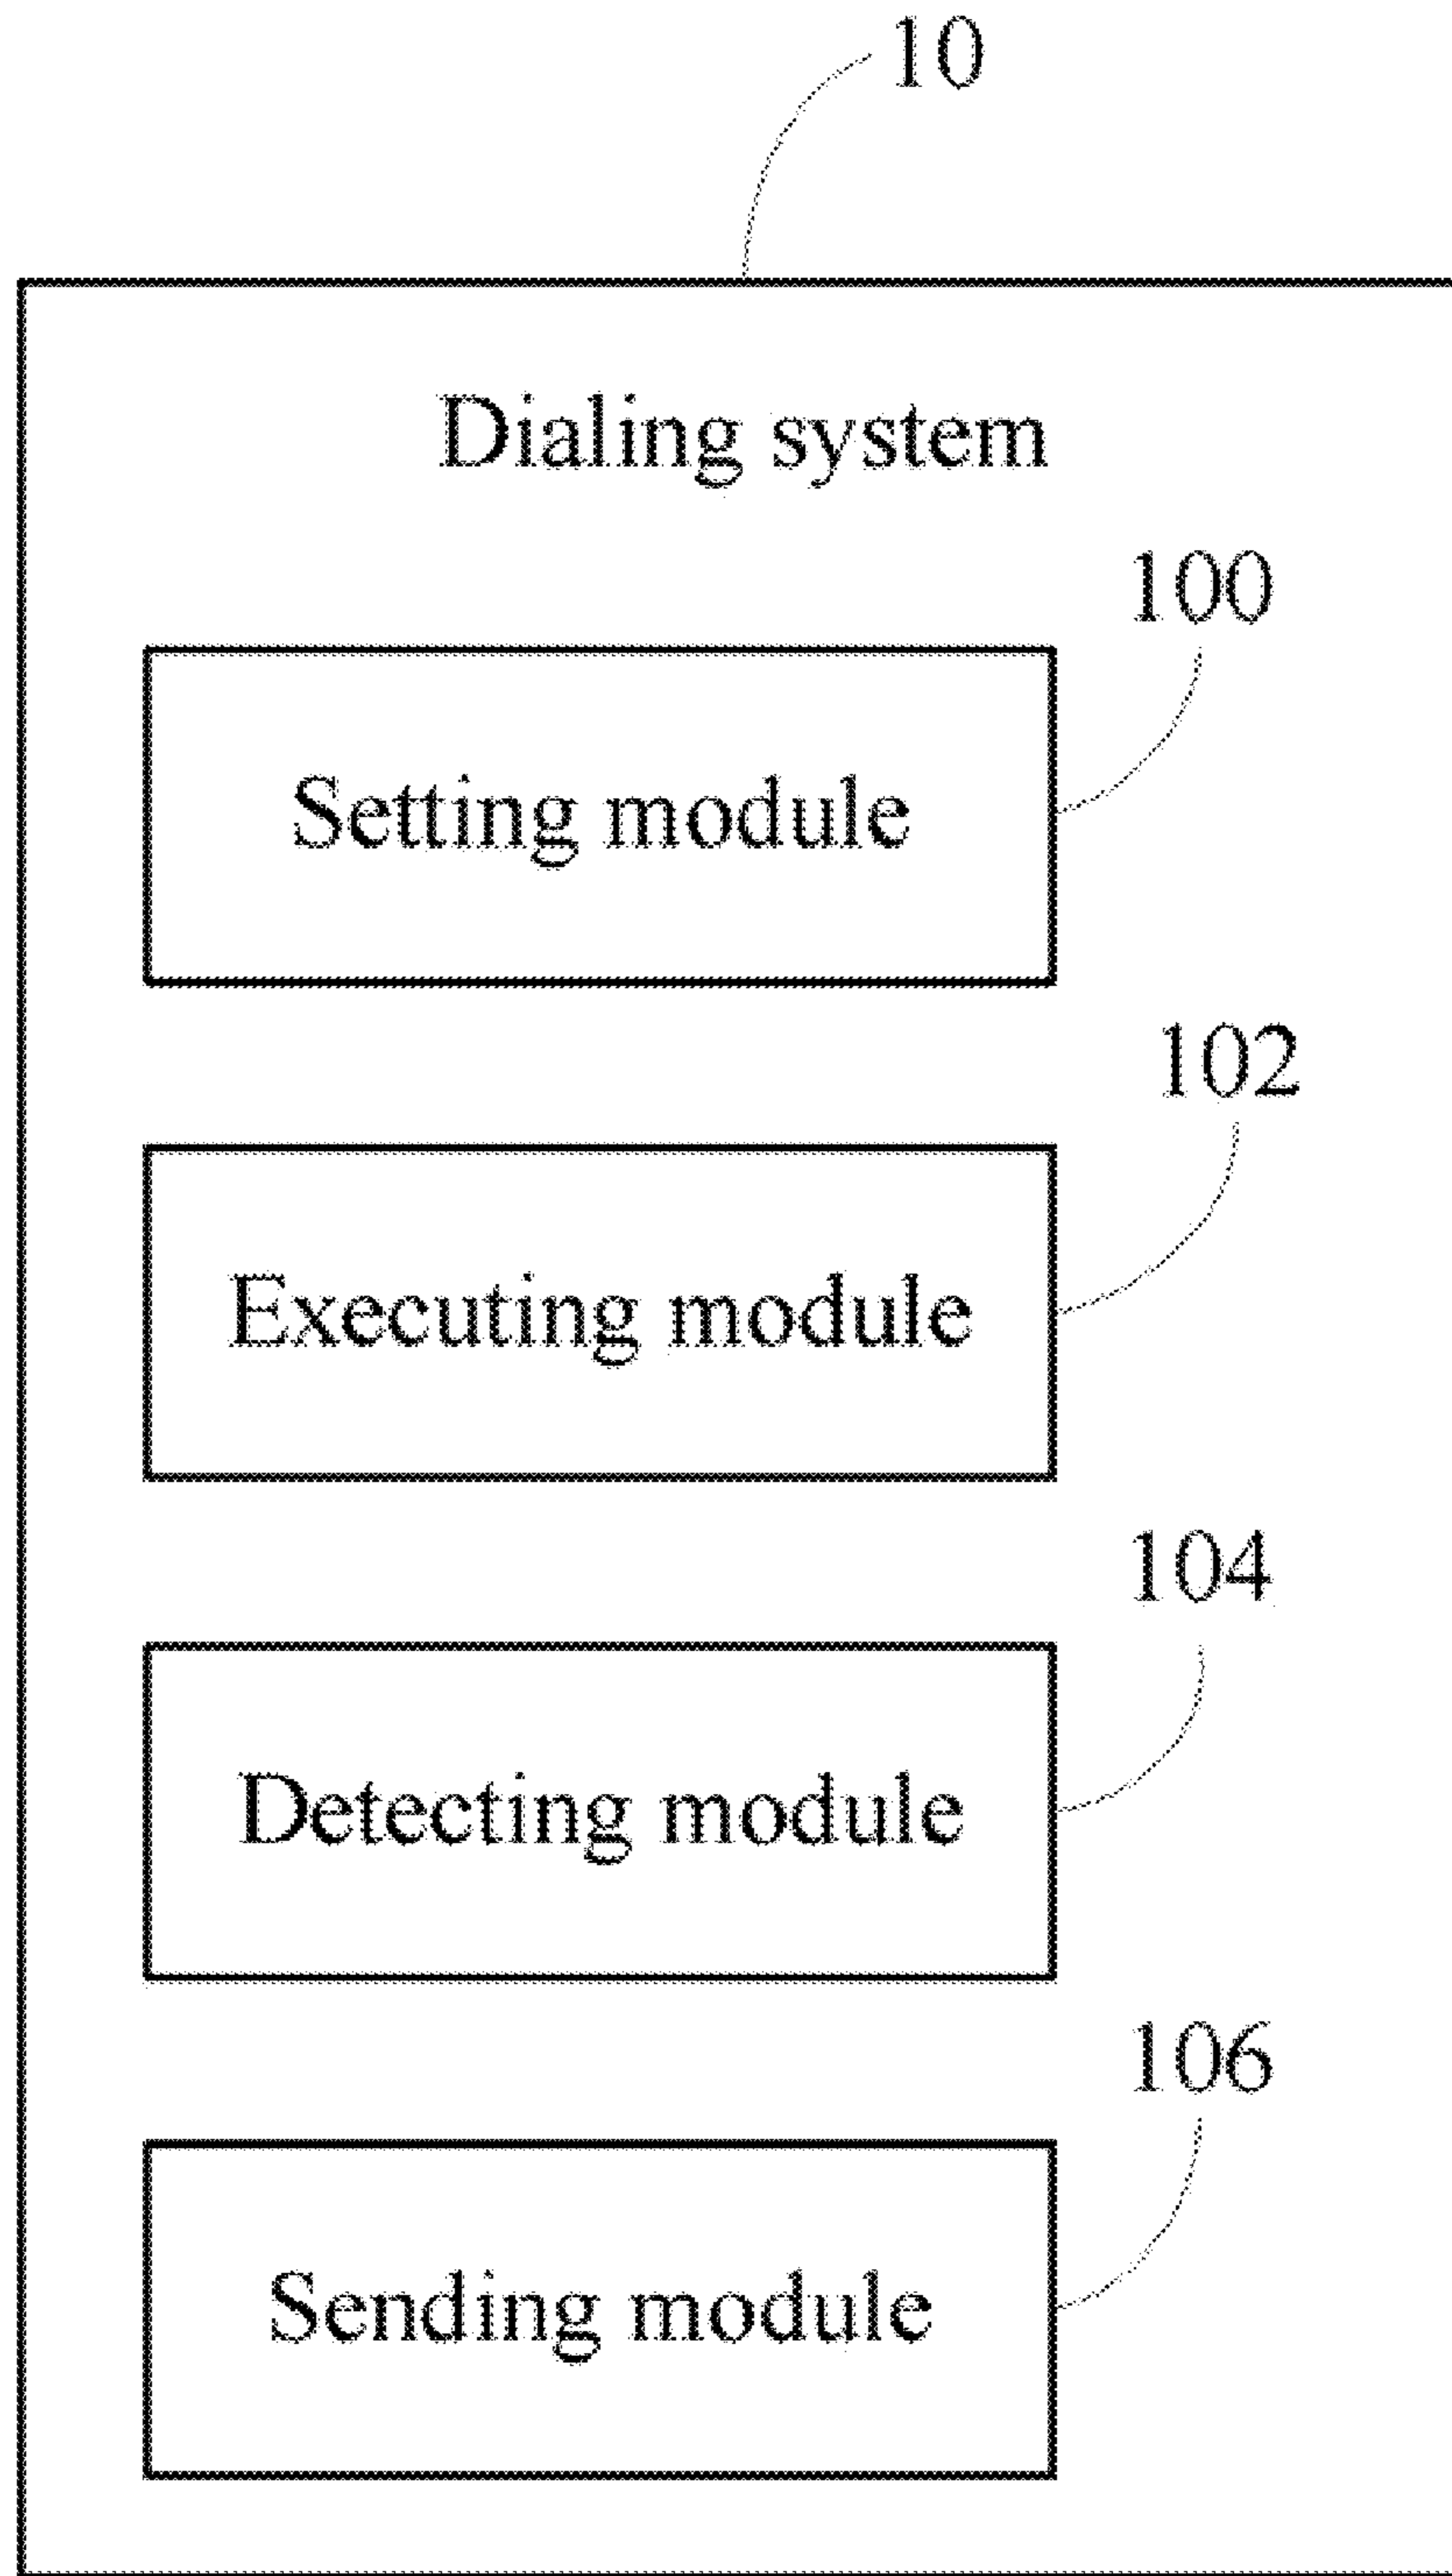 10
Dialing system
100
Setting module
102
Executing module
104
Detecting module
106
Sending module